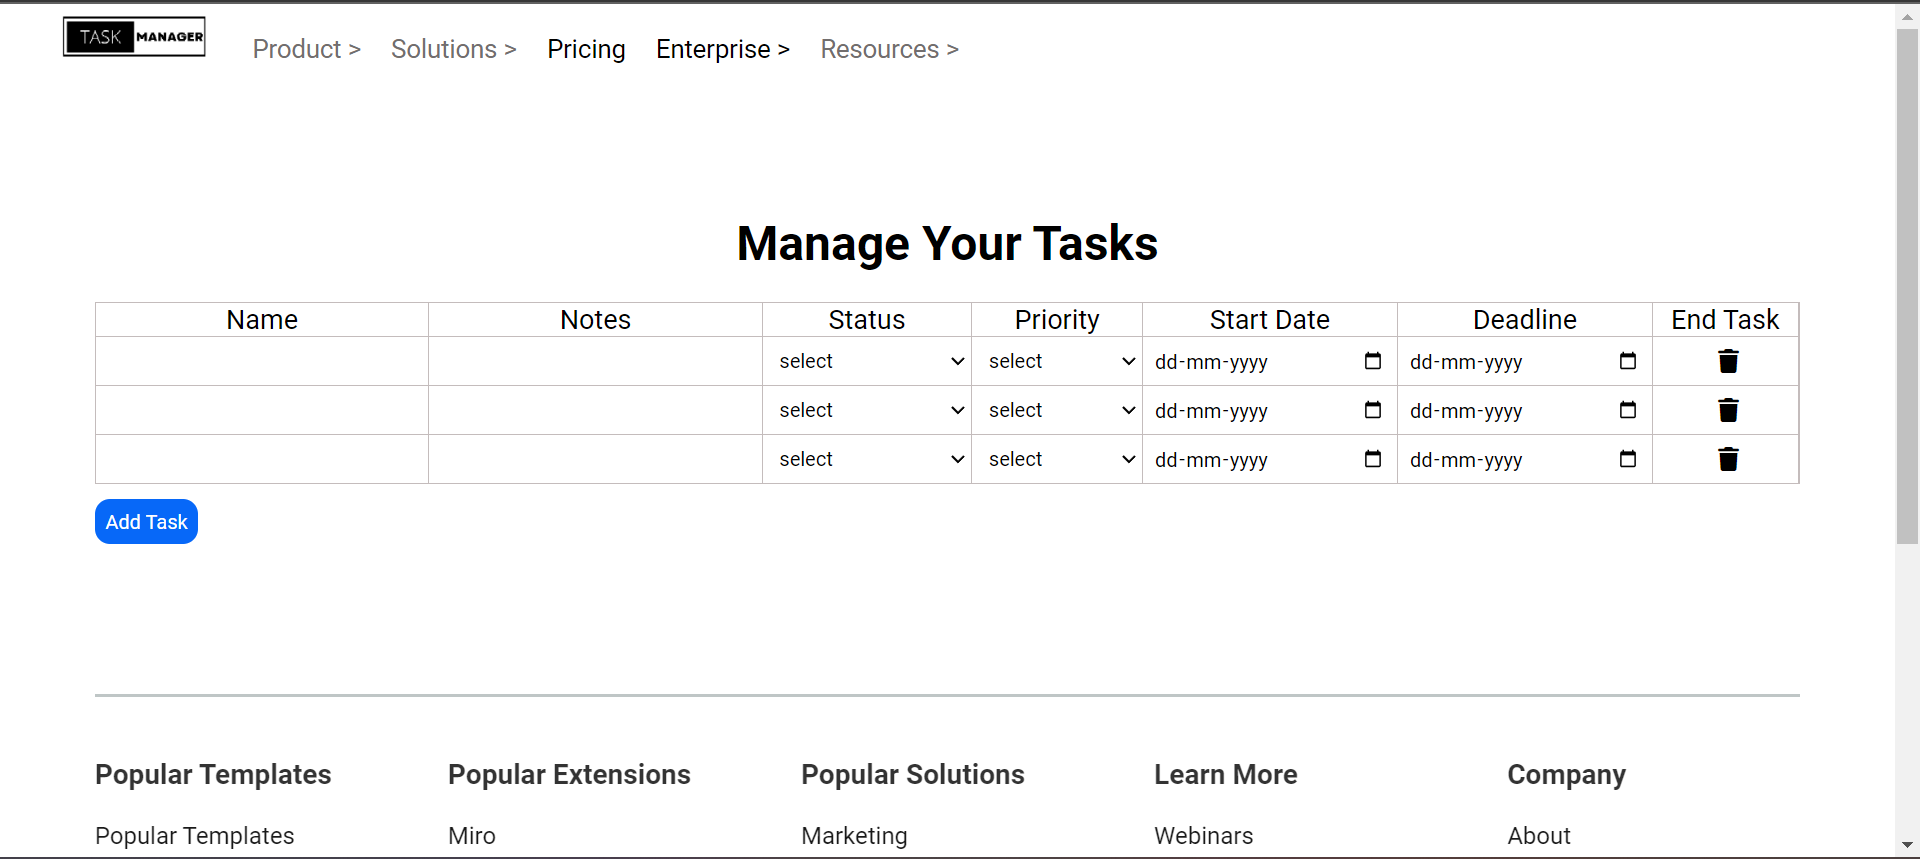 TASK MANAGER
Product > Solutions > Pricing Enterprise > Resources >
Manage Your Tasks
Name Notes Status Priority Start Date Deadline End Task
select select dd-mm-yyyy dd-mm-yyyy
select select dd-mm-yyyy dd-mm-yyyy
select select dd-mm-yyyy dd-mm-yyyy
Add Task
Popular Templates Popular Extensions Popular Solutions Learn More Company
Popular Templates Miro Marketing Webinars About